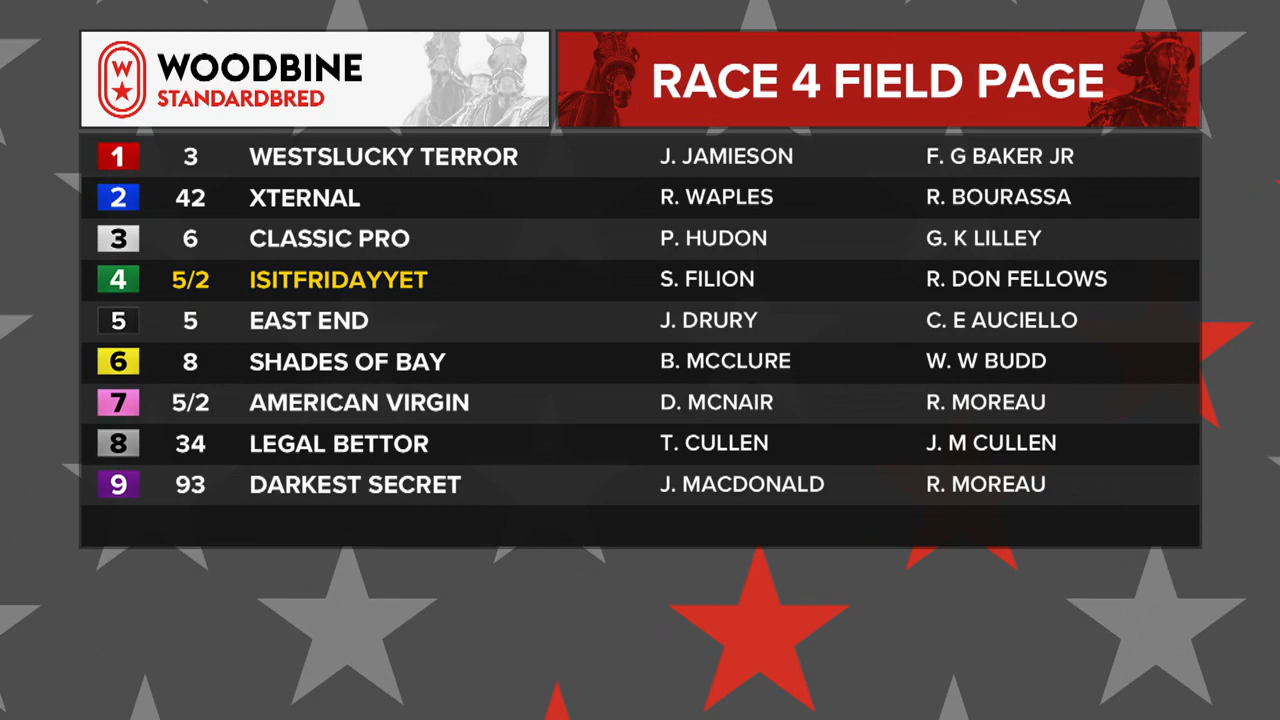 W
WOODBINE
STANDARDBRED
RACE 4 FIELD PAGE
1 3 WESTSLUCKY TERROR J. JAMIESON F. G BAKER JR
2 42 XTERNAL R. WAPLES R. BOURASSA
3 6 CLASSIC PRO P. HUDON G. K LILLEY
4 5/2 ISITFRIDAYYET S. FILION R. DON FELLOWS
5 5 EAST END J. DRURY C. E AUCIELLO
6 8 SHADES OF BAY B. MCCLURE W. W BUDD
7 5/2 AMERICAN VIRGIN D. MCNAIR R. MOREAU
8 34 LEGAL BETTOR T. CULLEN J. M CULLEN
9 93 DARKEST SECRET J. MACDONALD R. MOREAU